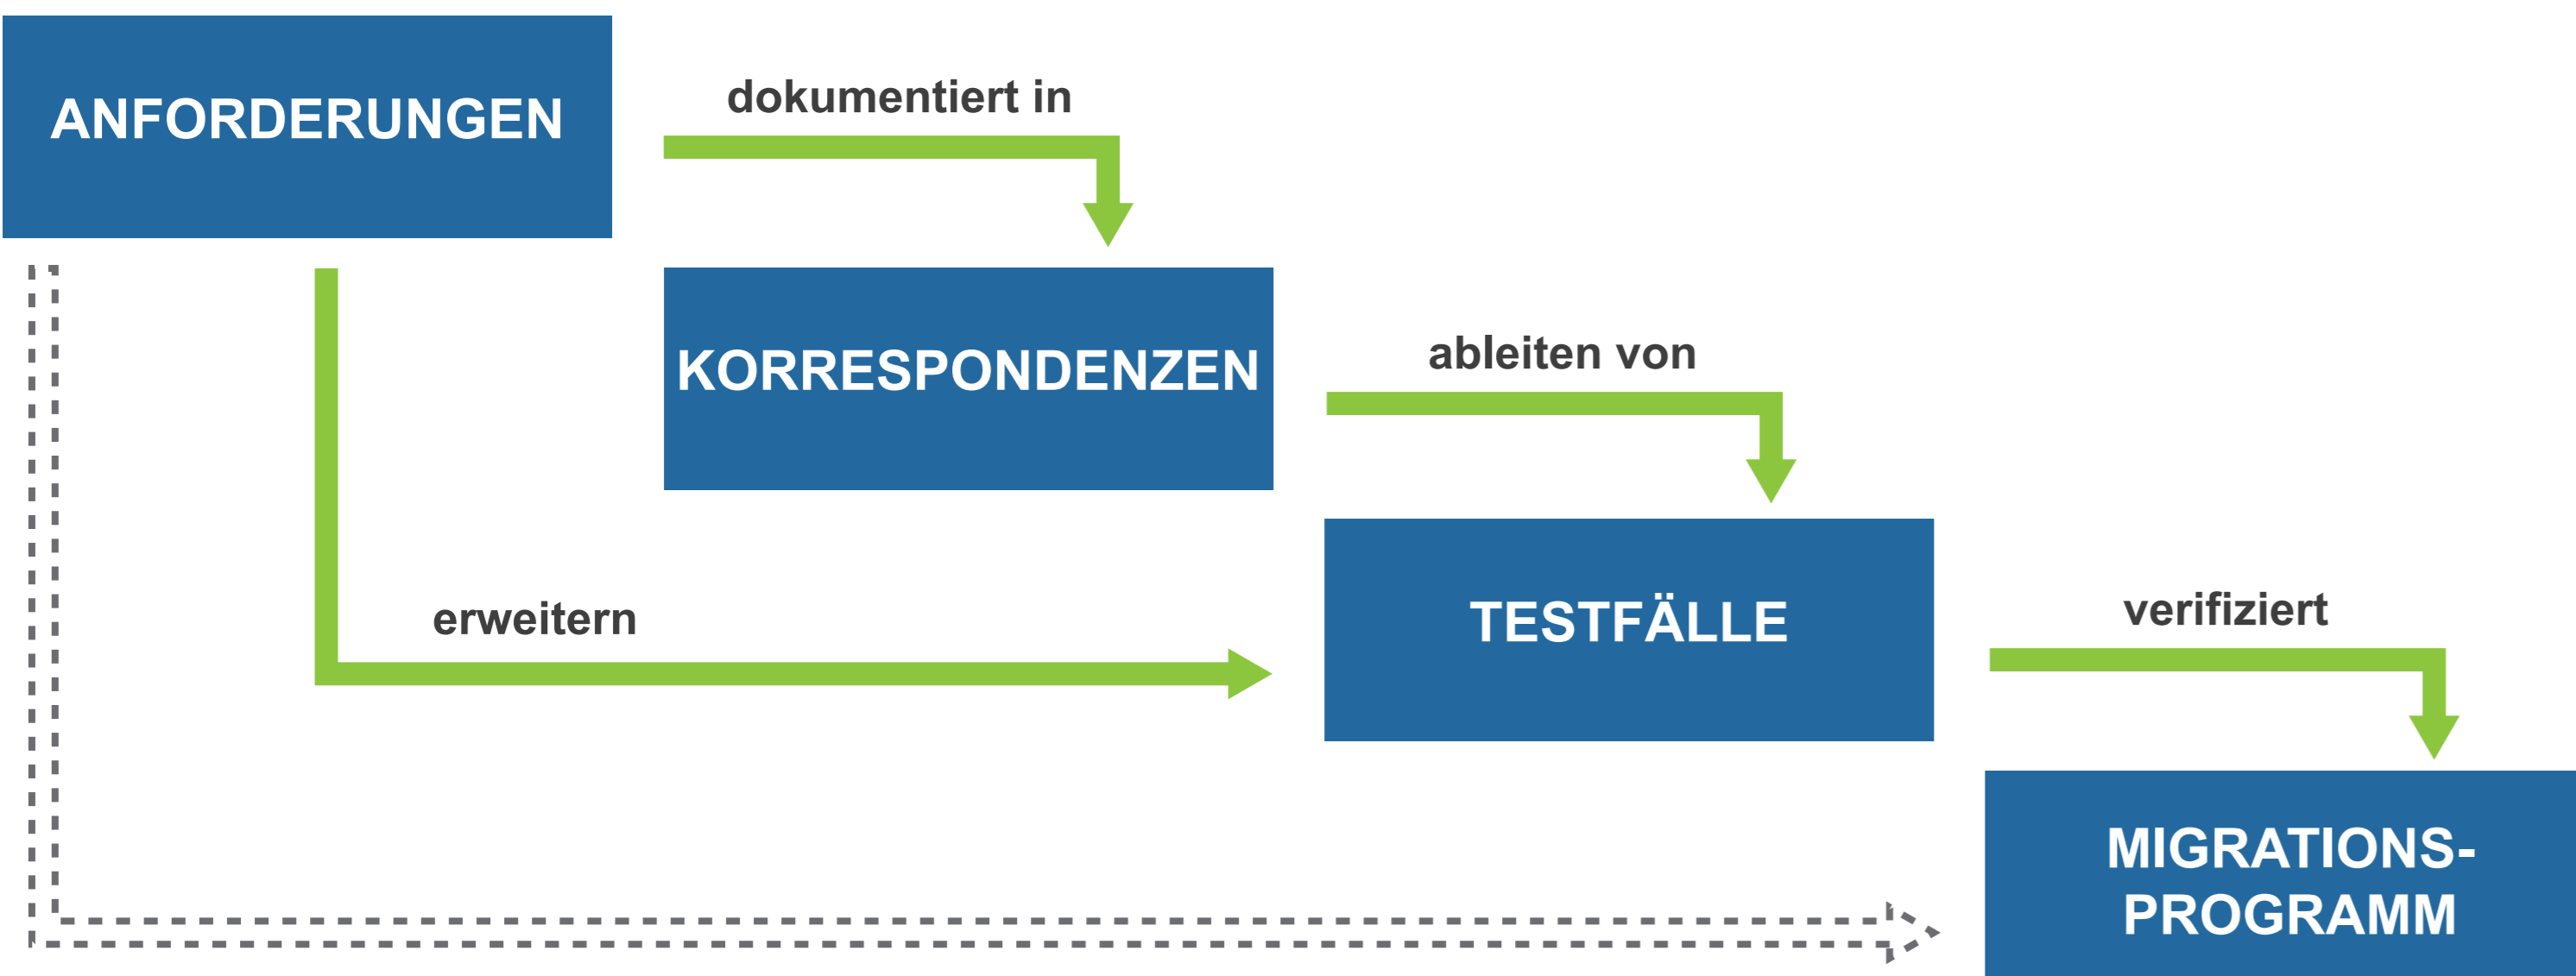 ANFORDERUNGEN
dokumentiert in
KORRESPONDENZEN
ableiten von
erweitern
TESTFÄLLE
verifiziert
MIGRATIONS-
PROGRAMM